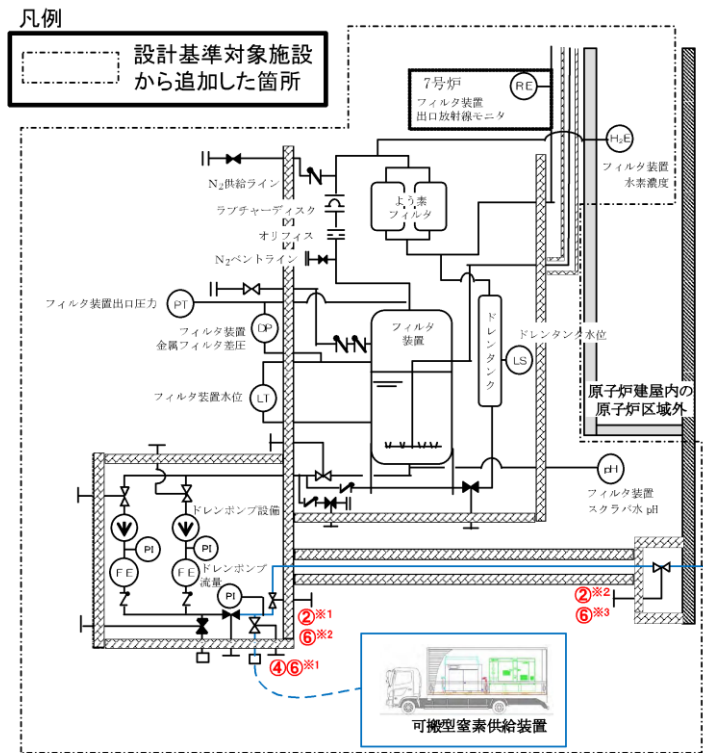 凡例
設計基準対象施設
から追加した箇所
7号炉
フィルタ装置
出口放射線モニタ
RE
H2E
フィルタ装置
水素濃度
N2供給ライン
ラプチャーディスク
オリフィス
N2ベントライン
よう素
フィルタ
フィルタ装置出口圧力
PT
DP
フィルタ装置
金属フィルタ差圧
フィルタ
装置
ドレンタンク
ドレンタンク水位
LS
フィルタ装置水位
LT
原子炉建屋内の
原子炉区域外
pH
フィルタ装置
スクラバ水 pH
ドレンポンプ設備
PI
PI
FE
FE
ドレンポンプ
流量
PI
②※1
⑥※2
④⑥※1
②※2
⑥※3
可搬型窒素供給装置